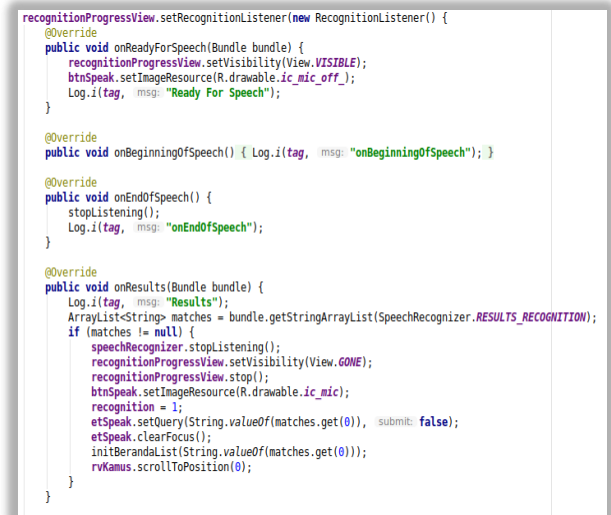 recognitionProgressView.setRecognitionListener(new RecognitionListener() {
@Override
public void onReadyForSpeech(Bundle bundle) {
recognitionProgressView.setVisibility(View.VISIBLE);
btnSpeak.setImageResource(R.drawable.ic_mic_off_);
Log.i(tag, msg: "Ready For Speech");
}
@Override
public void onBeginningOfSpeech() { Log.i(tag, msg: "onBeginningOfSpeech"); }
@Override
public void onEndOfSpeech() {
stopListening();
Log.i(tag, msg: "onEndOfSpeech");
}
@Override
public void onResults(Bundle bundle) {
Log.i(tag, msg: "Results");
ArrayList<String> matches = bundle.getStringArrayList(SpeechRecognizer.RESULTS_RECOGNITION);
if (matches != null) {
speechRecognizer.stopListening();
recognitionProgressView.setVisibility(View.GONE);
recognitionProgressView.stop();
btnSpeak.setImageResource(R.drawable.ic_mic);
recognition = 1;
etSpeak.setQuery(String.valueOf(matches.get(0)), submit: false);
etSpeak.clearFocus();
initBerandaList(String.valueOf(matches.get(0)));
rvKamus.scrollToPosition(0);
}
}